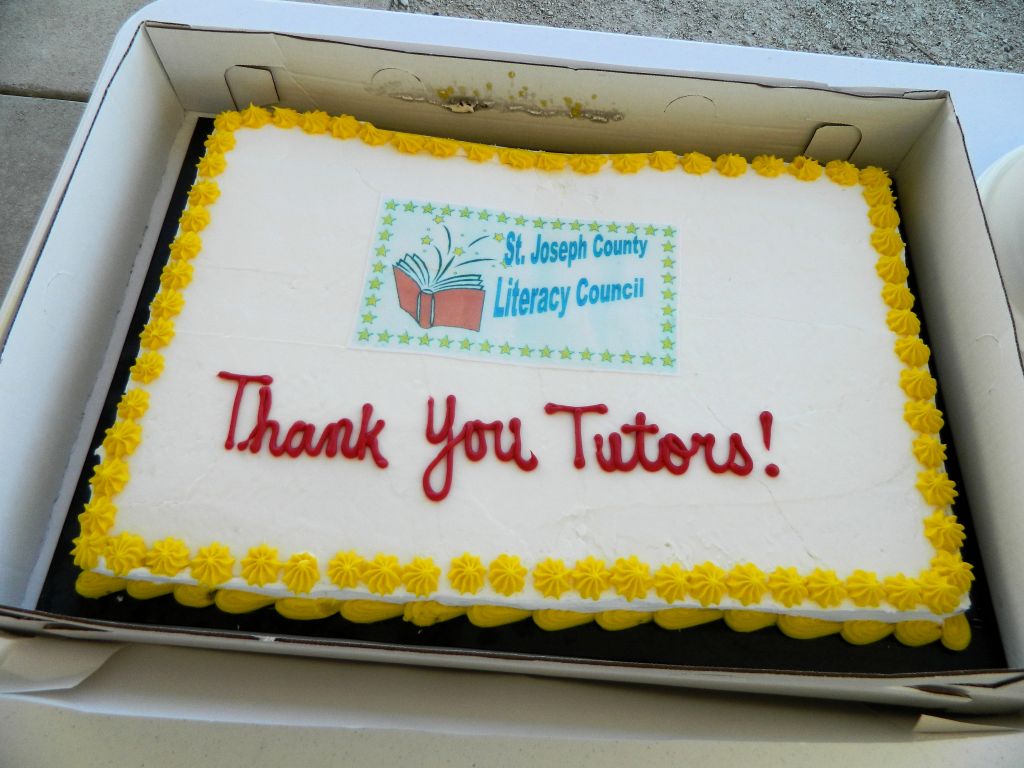 St. Joseph County
Literacy Council
Thank You Tutors!